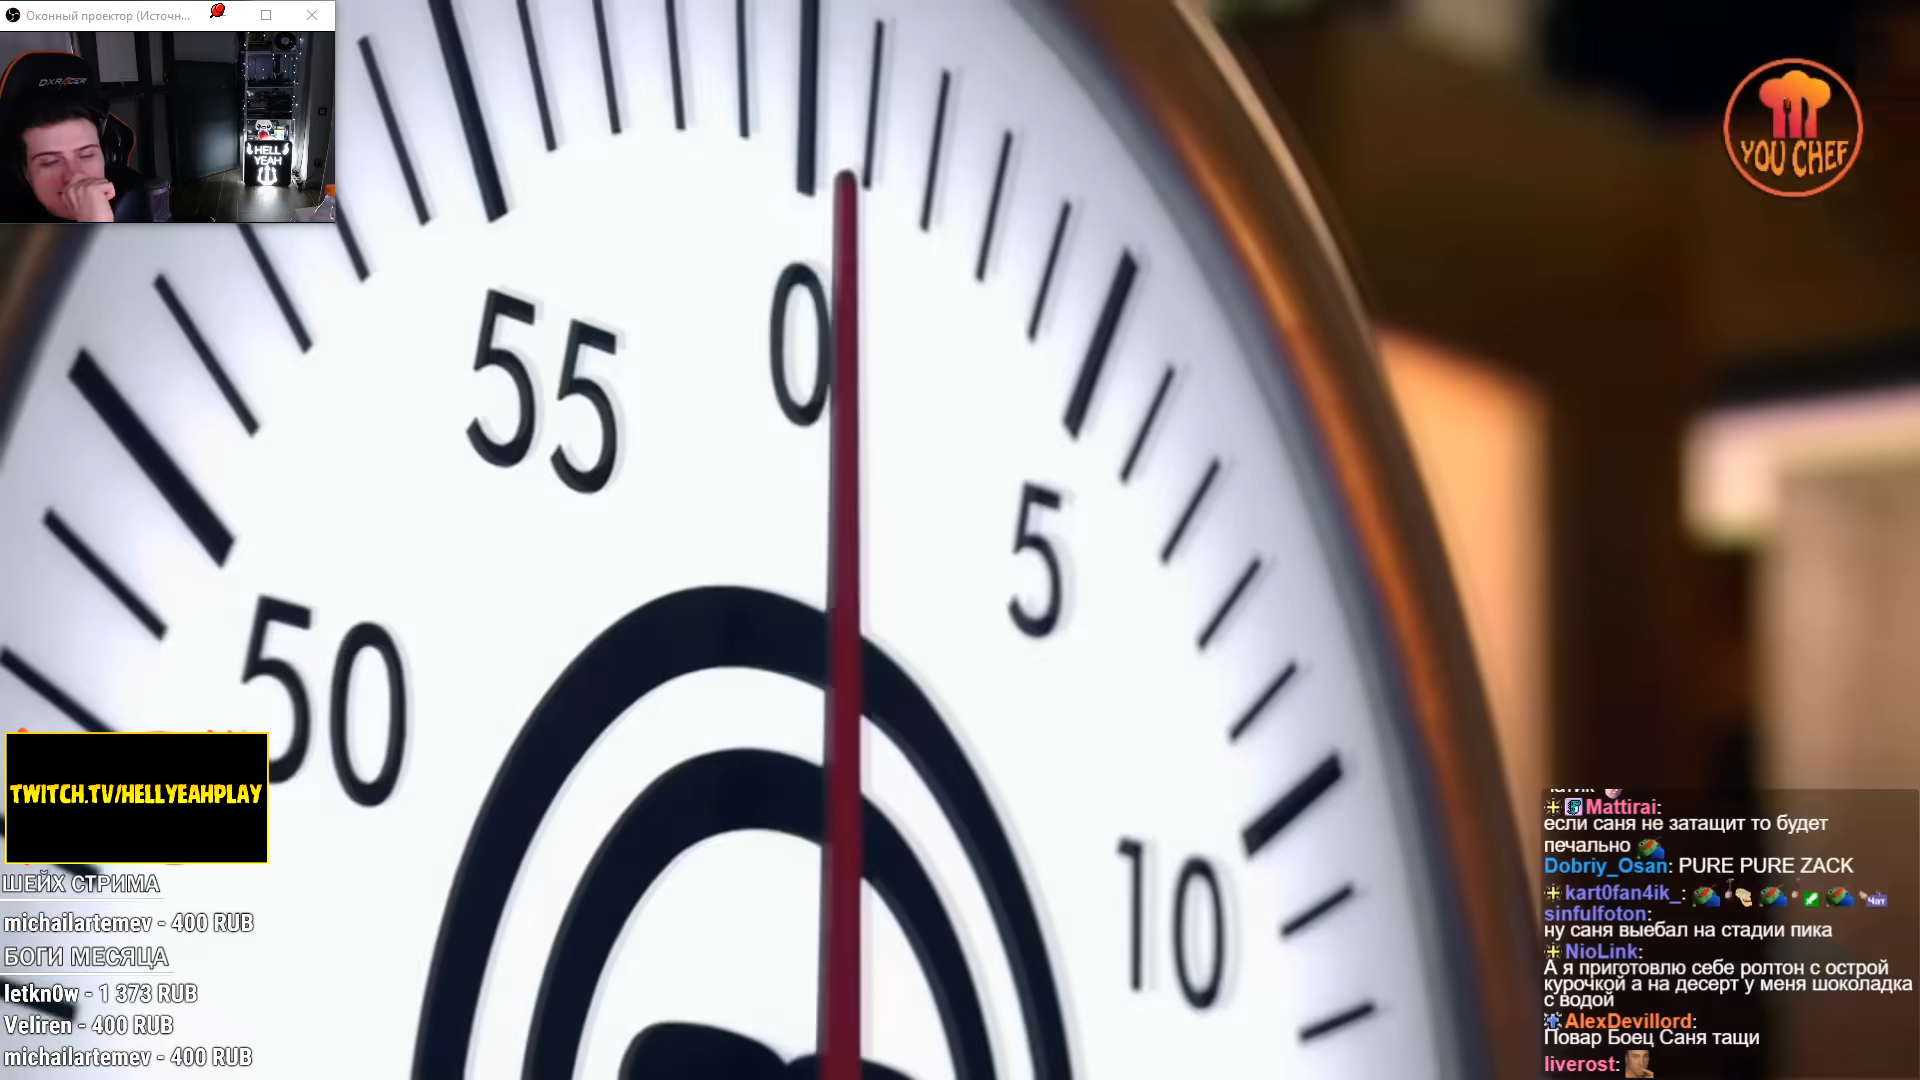 Оконный проектор (Источн...
DXRACER
HELL
YEAH
YOU CHEF
55
0
5
50
10
TWITCH.TV/HELLYEAHPLAY
ШЕЙХ СТРИМА
michailartemev - 400 RUB
БОГИ МЕСЯЦА
letkn0w - 1 373 RUB
Veliren - 400 RUB
michailartemev - 400 RUB
Mattirai:
если саня не затащит то будет
печально
Dobriy_Osan: PURE PURE ZACK
kart0fan4ik_: Чат
sinfulfoton:
ну саня выебал на стадии пика
NioLink:
А я приготовлю себе ролтон с острой
курочкой а на десерт у меня шоколадка
с водой
AlexDevillord:
Повар Боец Саня тащи
liverost: